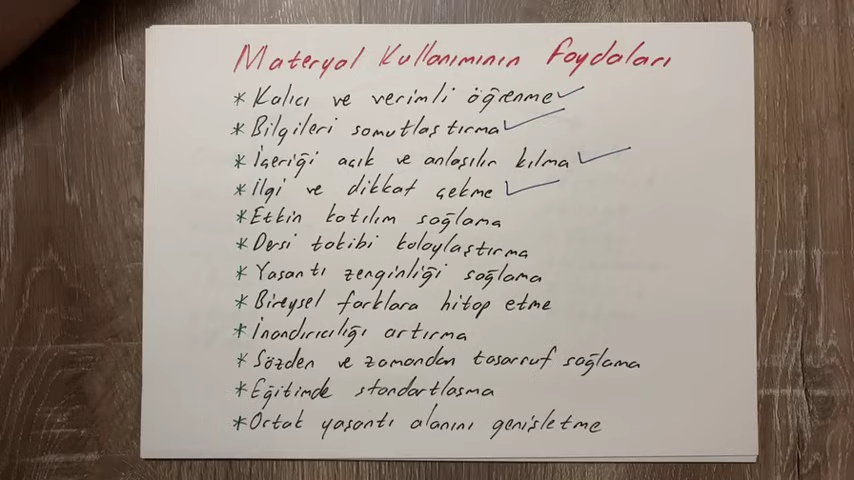 Materyal Kullanımının Faydaları
* Kalıcı ve verimli öğrenme ✓
* Bilgileri somutlaştırma ✓
* İçeriği açık ve anlaşılır kılma ✓
* İlgi ve dikkat çekme ✓
* Etkin katılım sağlama
* Dersi takibi kolaylaştırma
* Yaşantı zenginliği sağlama
* Bireysel farklara hitap etme
* İnandırıcılığı artırma
* Sözden ve zamandan tasarruf sağlama
* Eğitimde standartlaşma
* Ortak yaşantı alanını genişletme